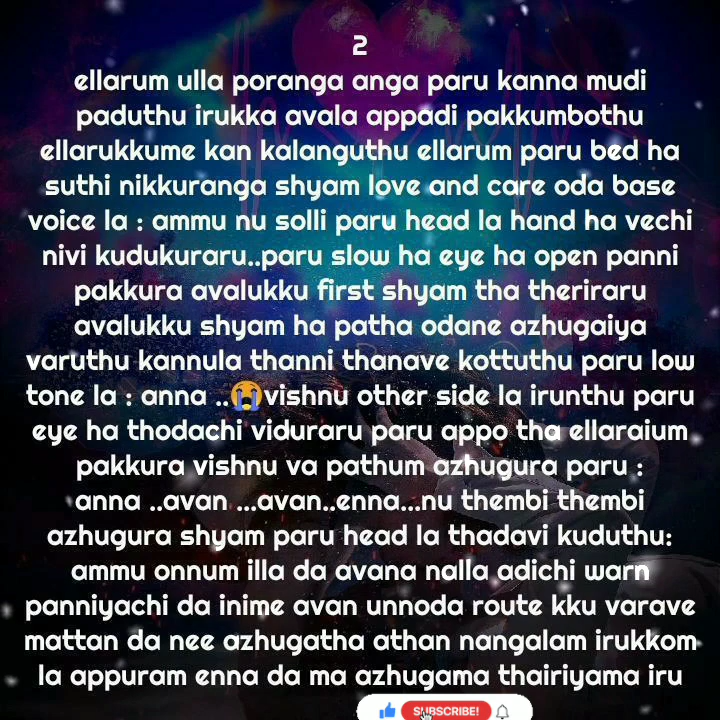 2
ellarum ulla poranga anga paru kanna mudi
paduthu irukka avala appadi pakkumbothu
ellarukkume kan kalanguthu ellarum paru bed ha
suthi nikkuranga shyam love and care oda base
voice la : ammu nu solli paru head la hand ha vechi
nivi kudukuraru..paru slow ha eye ha open panni
pakkura avalukku first shyam tha theriraru
avalukku shyam ha patha odane azhugaiya
varuthu kannula thanni thanave kottuthu paru low
tone la : anna ..😭vishnu other side la irunthu paru
eye ha thodachi viduraru paru appo tha ellaraium
pakkura vishnu va pathum azhugura paru :
anna ..avan ...avan..enna...nu thembi thembi
azhugura shyam paru head la thadavi kuduthu:
ammu onnum illa da avana nalla adichi warn
panniyachi da inime avan unnoda route kku varave
mattan da nee azhugatha athan nangalam irukkom
la appuram enna da ma azhugama thairiyama iru
SUBSCRIBE!